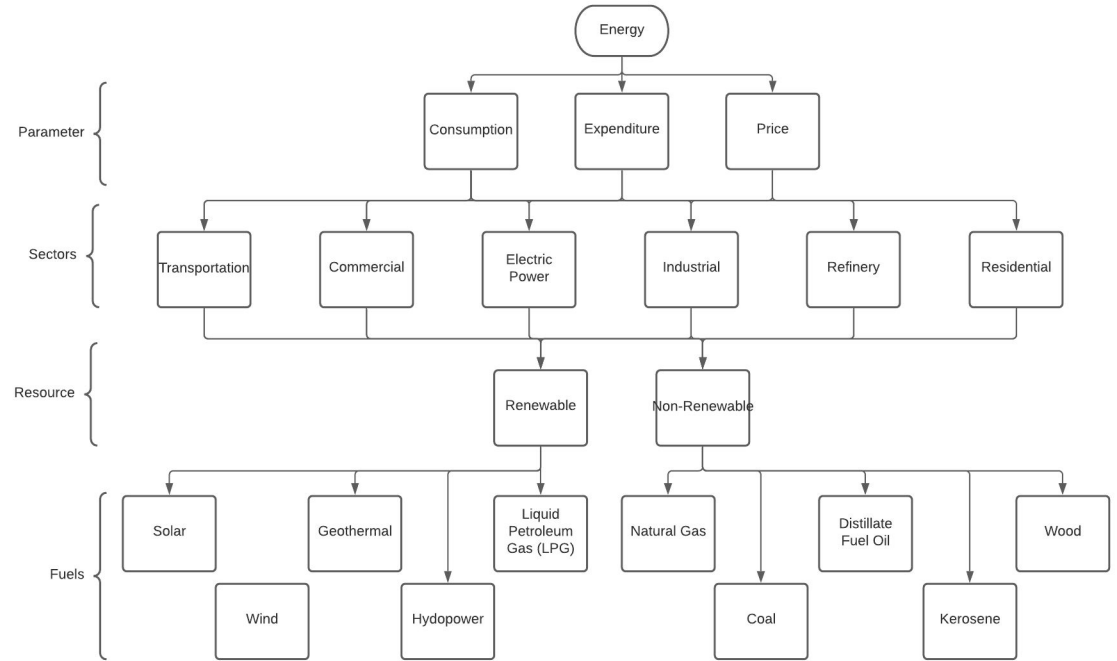 Energy
Parameter
Consumption
Expenditure
Price
Sectors
Transportation
Commercial
Electric
Power
Industrial
Refinery
Residential
Resource
Renewable
Non-Renewable
Fuels
Solar
Geothermal
Liquid
Petroleum
Gas (LPG)
Natural Gas
Distillate
Fuel Oil
Wood
Wind
Hydopower
Coal
Kerosene